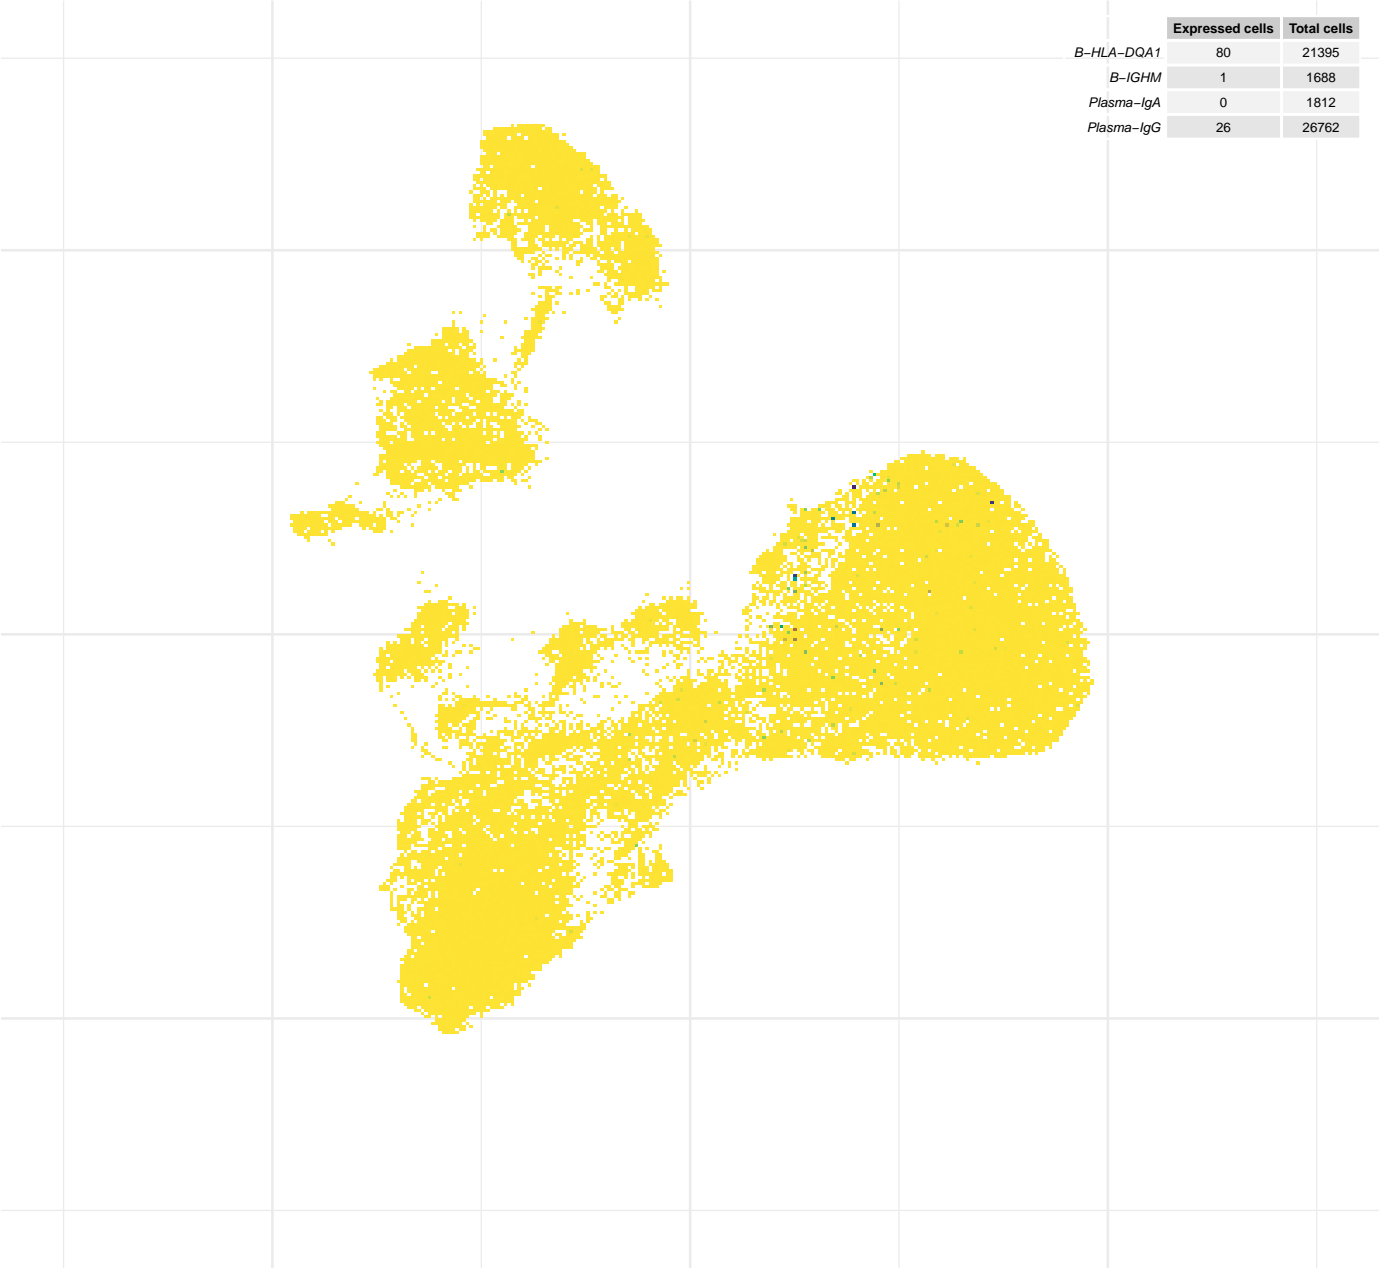 Expressed cells Total cells
B−HLA−DQA1 80 21395
B−IGHM 1 1688
Plasma−IgA 0 1812
Plasma−IgG 26 26762